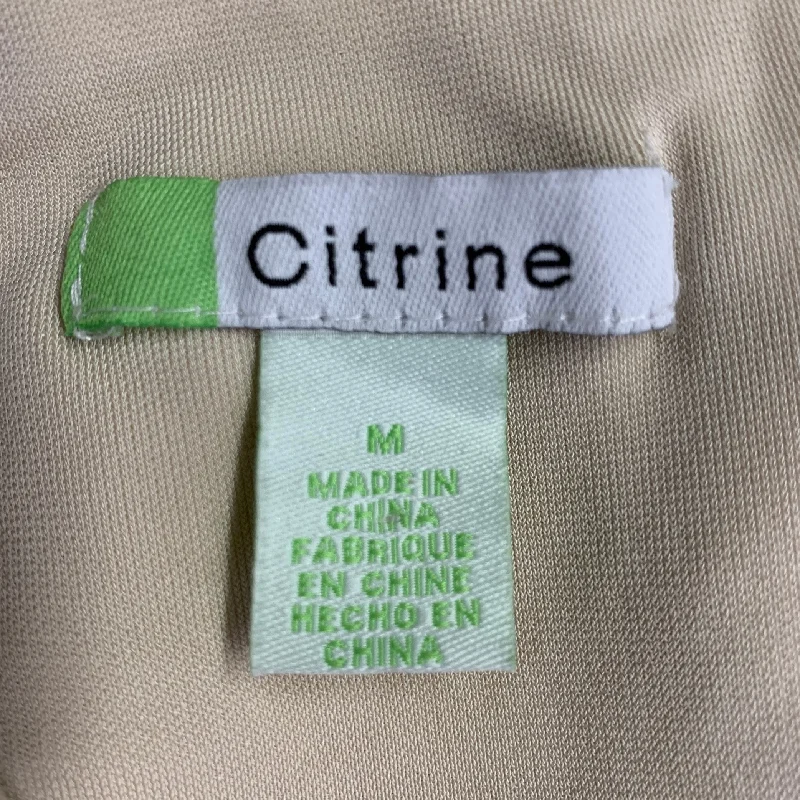 Citrine
M
MADE IN
CHINA
FABRIQUE
EN CHINE
HECHO EN
CHINA